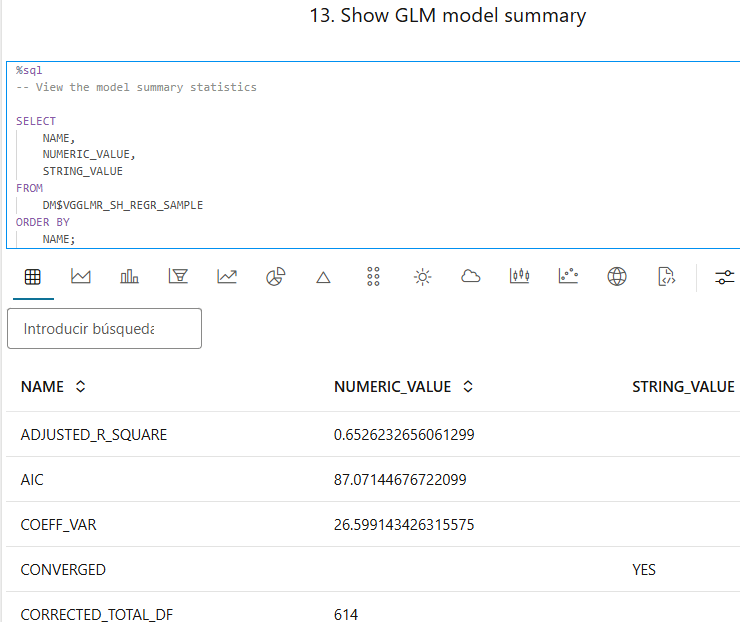 13. Show GLM model summary
%sql
-- View the model summary statistics
SELECT
NAME,
NUMERIC_VALUE,
STRING_VALUE
FROM
DM$VGGLMR_SH_REGR_SAMPLE
ORDER BY
NAME;
Introducir búsqueda
NAME NUMERIC_VALUE STRING_VALUE
ADJUSTED_R_SQUARE 0.6526232656061299
AIC 87.07144676722099
COEFF_VAR 26.599143426315575
CONVERGED YES
CORRECTED_TOTAL_DF 614